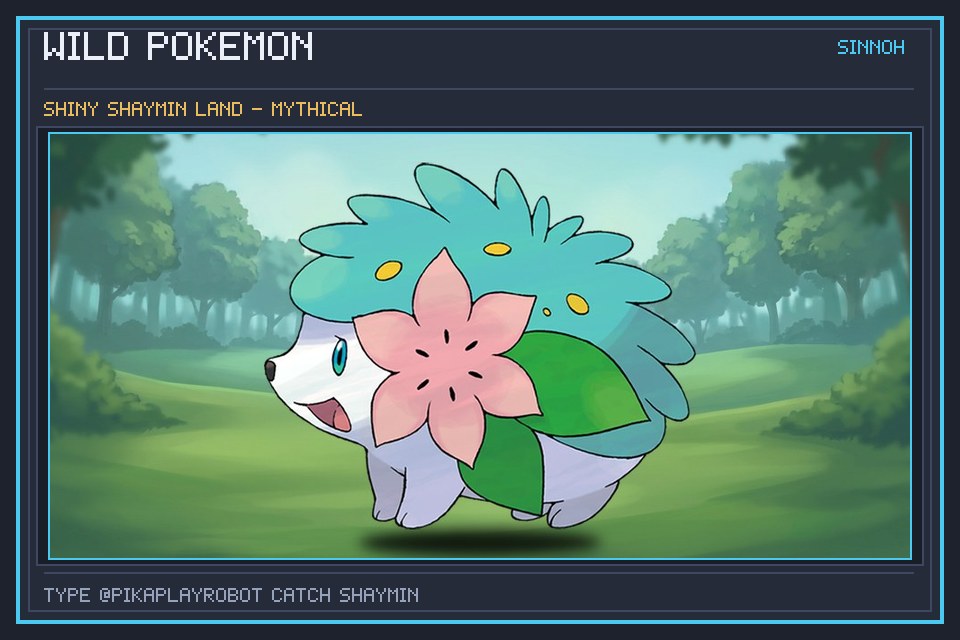 WILD POKEMON
SINNOH
SHINY SHAYMIN LAND - MYTHICAL
TYPE @PIKAPLAYROBOT CATCH SHAYMIN